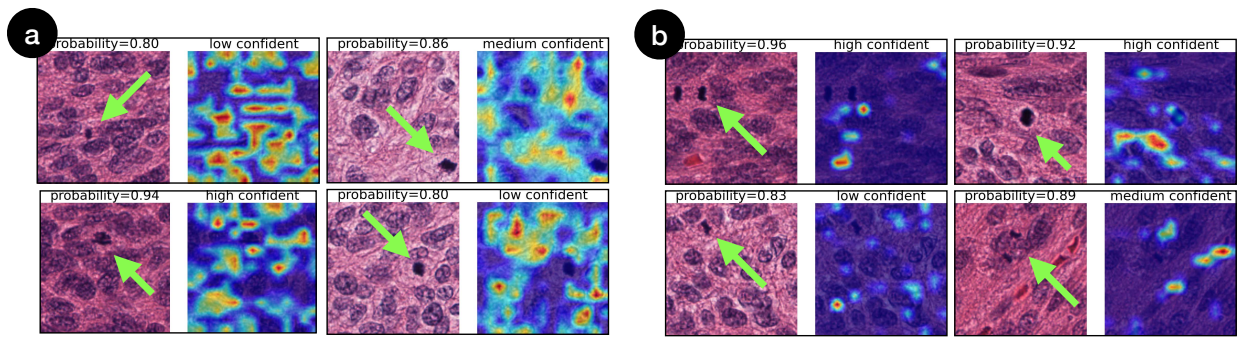 a
probability=0.80 low confident
probability=0.86 medium confident
probability=0.94 high confident
probability=0.80 low confident
b
probability=0.96 high confident
probability=0.92 high confident
probability=0.83 low confident
probability=0.89 medium confident